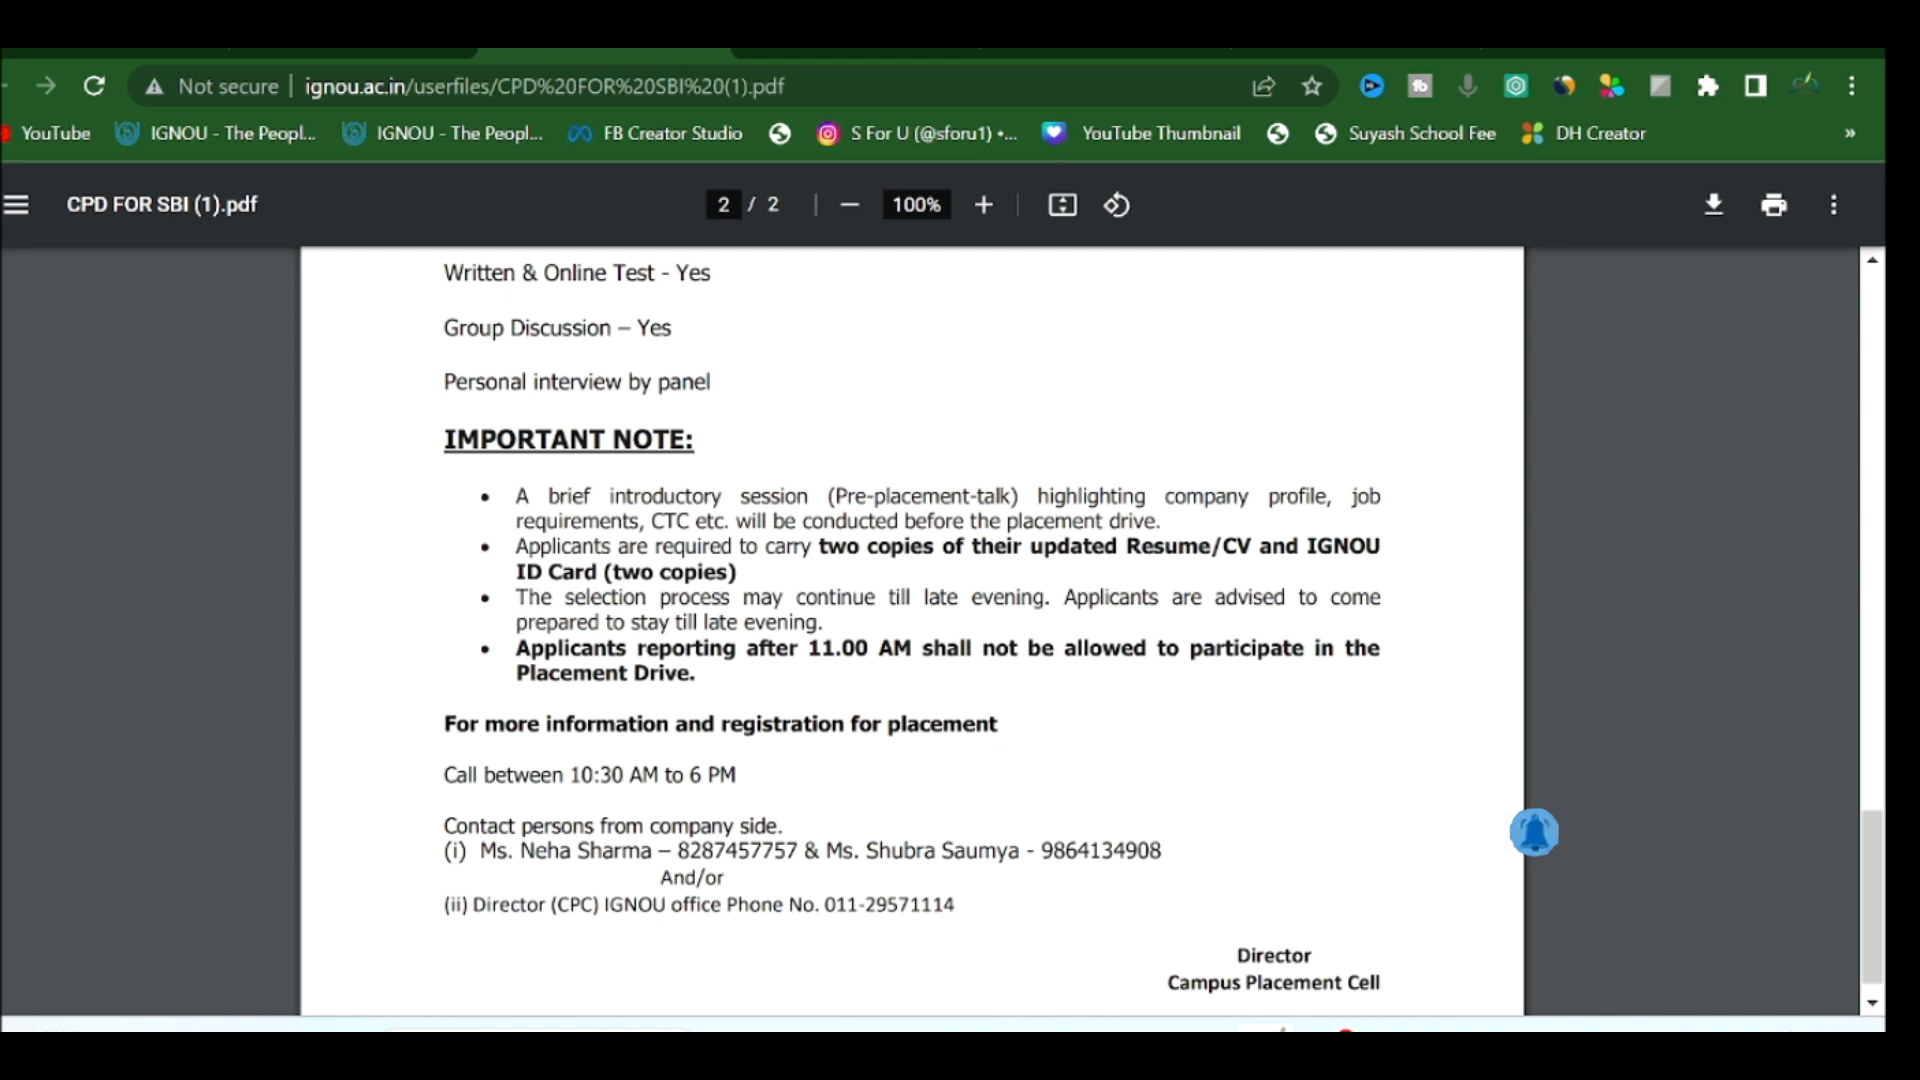 Not secure | ignou.ac.in/userfiles/CPD%20FOR%20SBI%20(1).pdf
YouTube IGNOU - The Peopl... IGNOU - The Peopl... FB Creator Studio S For U (@sforu1) •... YouTube Thumbnail Suyash School Fee DH Creator »
CPD FOR SBI (1).pdf 2 / 2 | − 100% + |
Written & Online Test - Yes
Group Discussion – Yes
Personal interview by panel
IMPORTANT NOTE:
• A brief introductory session (Pre-placement-talk) highlighting company profile, job
requirements, CTC etc. will be conducted before the placement drive.
• Applicants are required to carry two copies of their updated Resume/CV and IGNOU
ID Card (two copies)
• The selection process may continue till late evening. Applicants are advised to come
prepared to stay till late evening.
• Applicants reporting after 11.00 AM shall not be allowed to participate in the
Placement Drive.
For more information and registration for placement
Call between 10:30 AM to 6 PM
Contact persons from company side.
(i) Ms. Neha Sharma – 8287457757 & Ms. Shubra Saumya - 9864134908
And/or
(ii) Director (CPC) IGNOU office Phone No. 011-29571114
Director
Campus Placement Cell